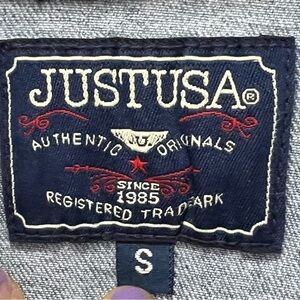 JUSTUSA®
AUTHENTIC ORIGINALS
J.U.
SINCE
1985
REGISTERED TRADEMARK
S